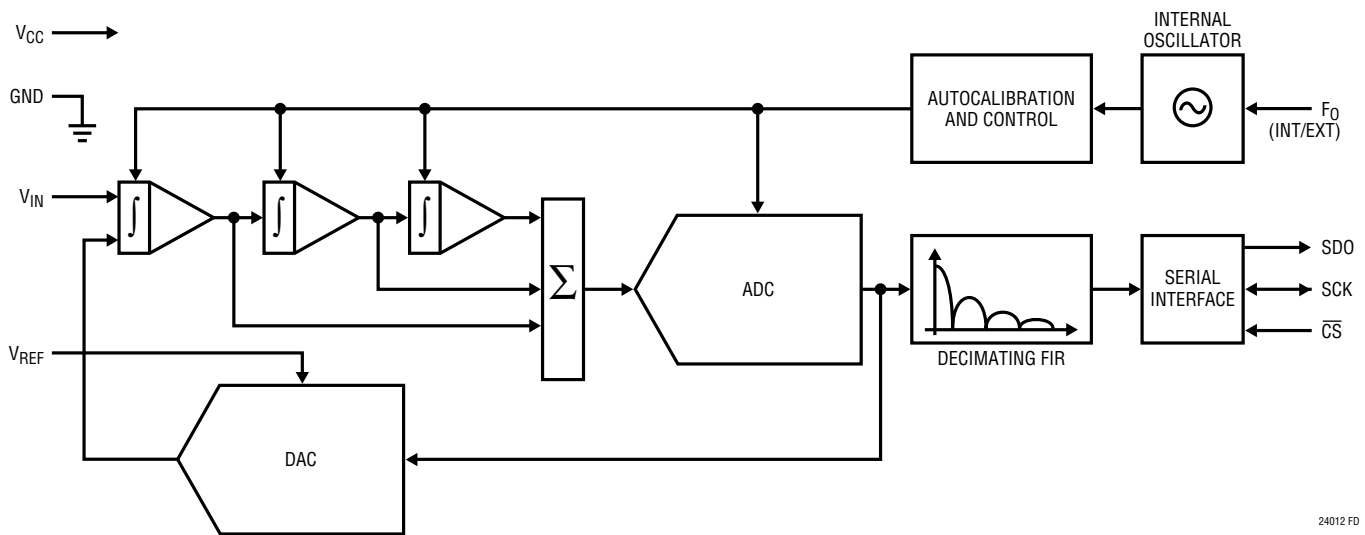 VCC
GND
VIN
VREF
∫
∫
∫
Σ
DAC
ADC
AUTOCALIBRATION
AND CONTROL
INTERNAL
OSCILLATOR
FO
(INT/EXT)
DECIMATING FIR
SERIAL
INTERFACE
SDO
SCK
C̅S̅
24012 FD